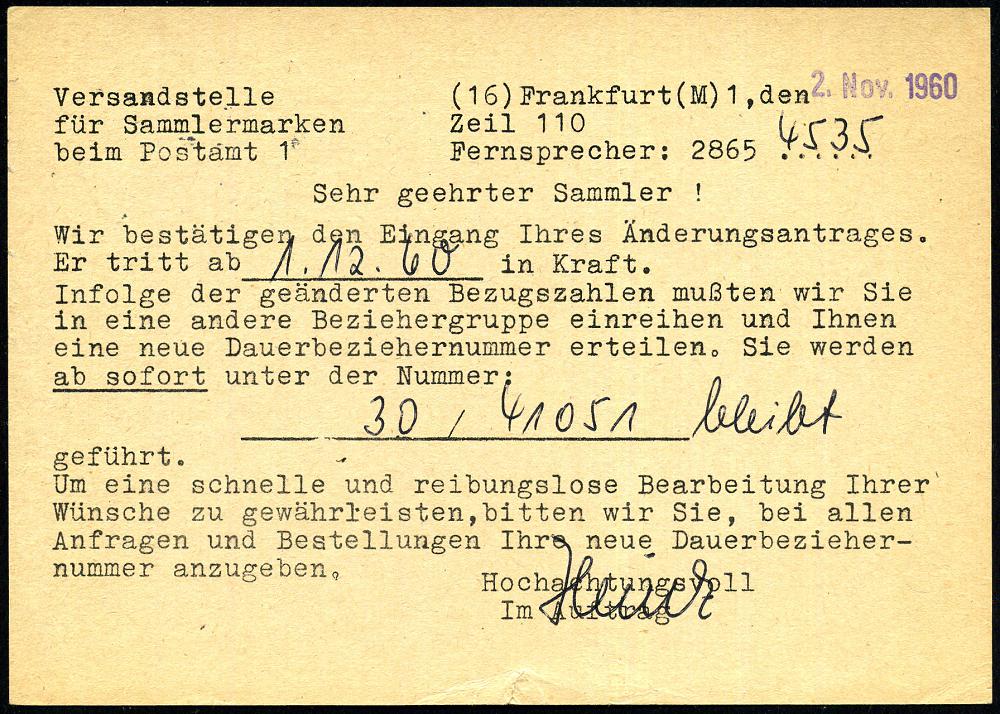 Versandstelle
für Sammlermarken
beim Postamt 1
(16) Frankfurt(M)1,den 2. Nov. 1960
Zeil 110
Fernsprecher: 2865 4535
Sehr geehrter Sammler !
Wir bestätigen den Eingang Ihres Änderungsantrages.
Er tritt ab 1.12.60 in Kraft.
Infolge der geänderten Bezugszahlen mußten wir Sie
in eine andere Beziehergruppe einreihen und Ihnen
eine neue Dauerbeziehernummer erteilen. Sie werden
ab sofort unter der Nummer:
30 / 41051 bleibt
geführt.
Um eine schnelle und reibungslose Bearbeitung Ihrer
Wünsche zu gewährleisten,bitten wir Sie, bei allen
Anfragen und Bestellungen Ihre neue Dauerbezieher-
nummer anzugeben.
Hochachtungsvoll
Im Auftrag